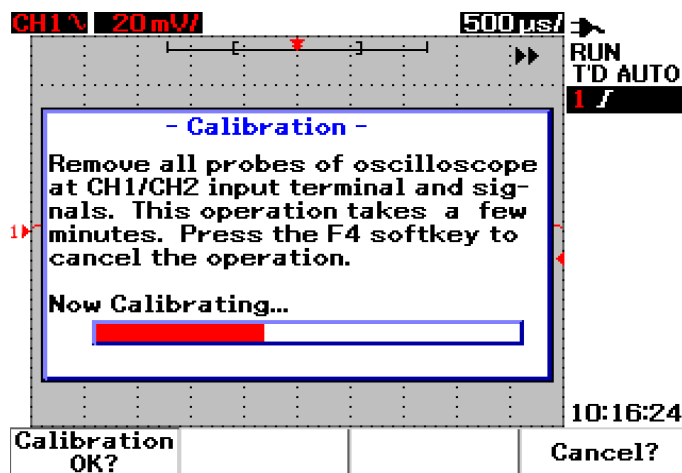 CH1 ∿ 20 mV/ 500 µs/
RUN
T'D AUTO
1 ƒ
- Calibration -
Remove all probes of oscilloscope
at CH1/CH2 input terminal and sig-
nals. This operation takes a few
minutes. Press the F4 softkey to
cancel the operation.
1
Now Calibrating...
10:16:24
Calibration
OK?
Cancel?